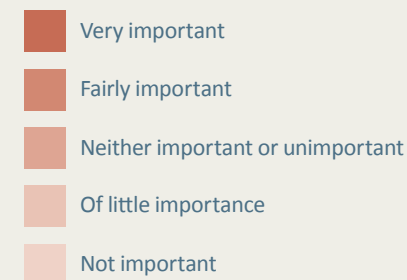 Very important
Fairly important
Neither important or unimportant
Of little importance
Not important